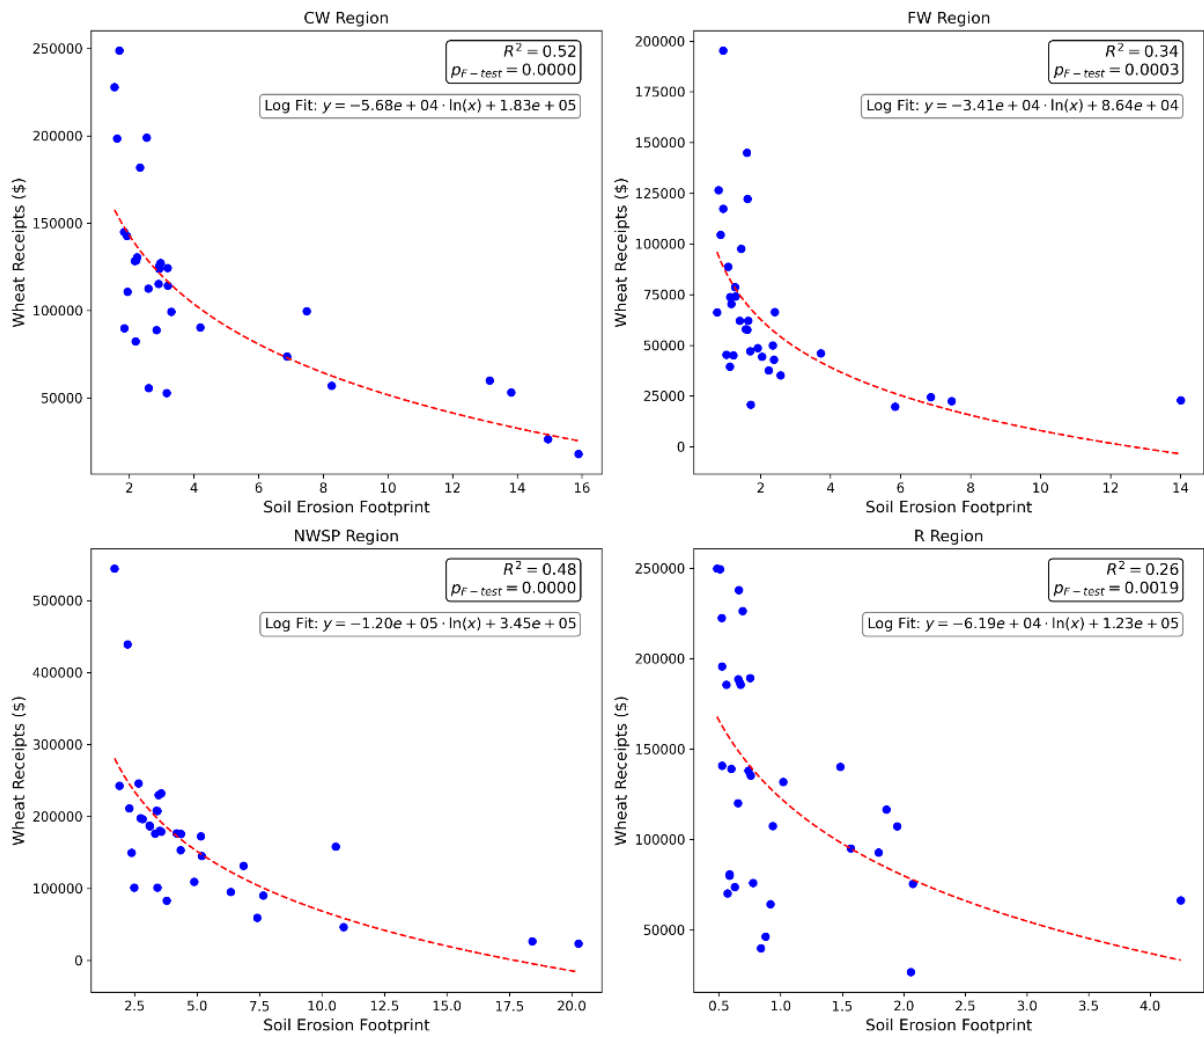 CW Region
R² = 0.52
p_{F−test} = 0.0000
Log Fit: y = −5.68e + 04 · ln(x) + 1.83e + 05
Wheat Receipts ($)
250000
200000
150000
100000
50000
2 4 6 8 10 12 14 16
Soil Erosion Footprint
FW Region
R² = 0.34
p_{F−test} = 0.0003
Log Fit: y = −3.41e + 04 · ln(x) + 8.64e + 04
Wheat Receipts ($)
200000
175000
150000
125000
100000
75000
50000
25000
0
2 4 6 8 10 12 14
Soil Erosion Footprint
NWSP Region
R² = 0.48
p_{F−test} = 0.0000
Log Fit: y = −1.20e + 05 · ln(x) + 3.45e + 05
Wheat Receipts ($)
500000
400000
300000
200000
100000
0
2.5 5.0 7.5 10.0 12.5 15.0 17.5 20.0
Soil Erosion Footprint
R Region
R² = 0.26
p_{F−test} = 0.0019
Log Fit: y = −6.19e + 04 · ln(x) + 1.23e + 05
Wheat Receipts ($)
250000
200000
150000
100000
50000
0.5 1.0 1.5 2.0 2.5 3.0 3.5 4.0
Soil Erosion Footprint